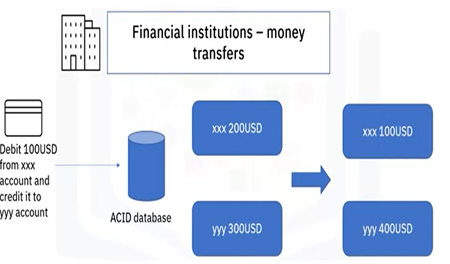 Financial institutions – money
transfers
Debit 100USD
from xxx
account and
credit it to
yyy account
ACID database
xxx 200USD
xxx 100USD
yyy 300USD
yyy 400USD